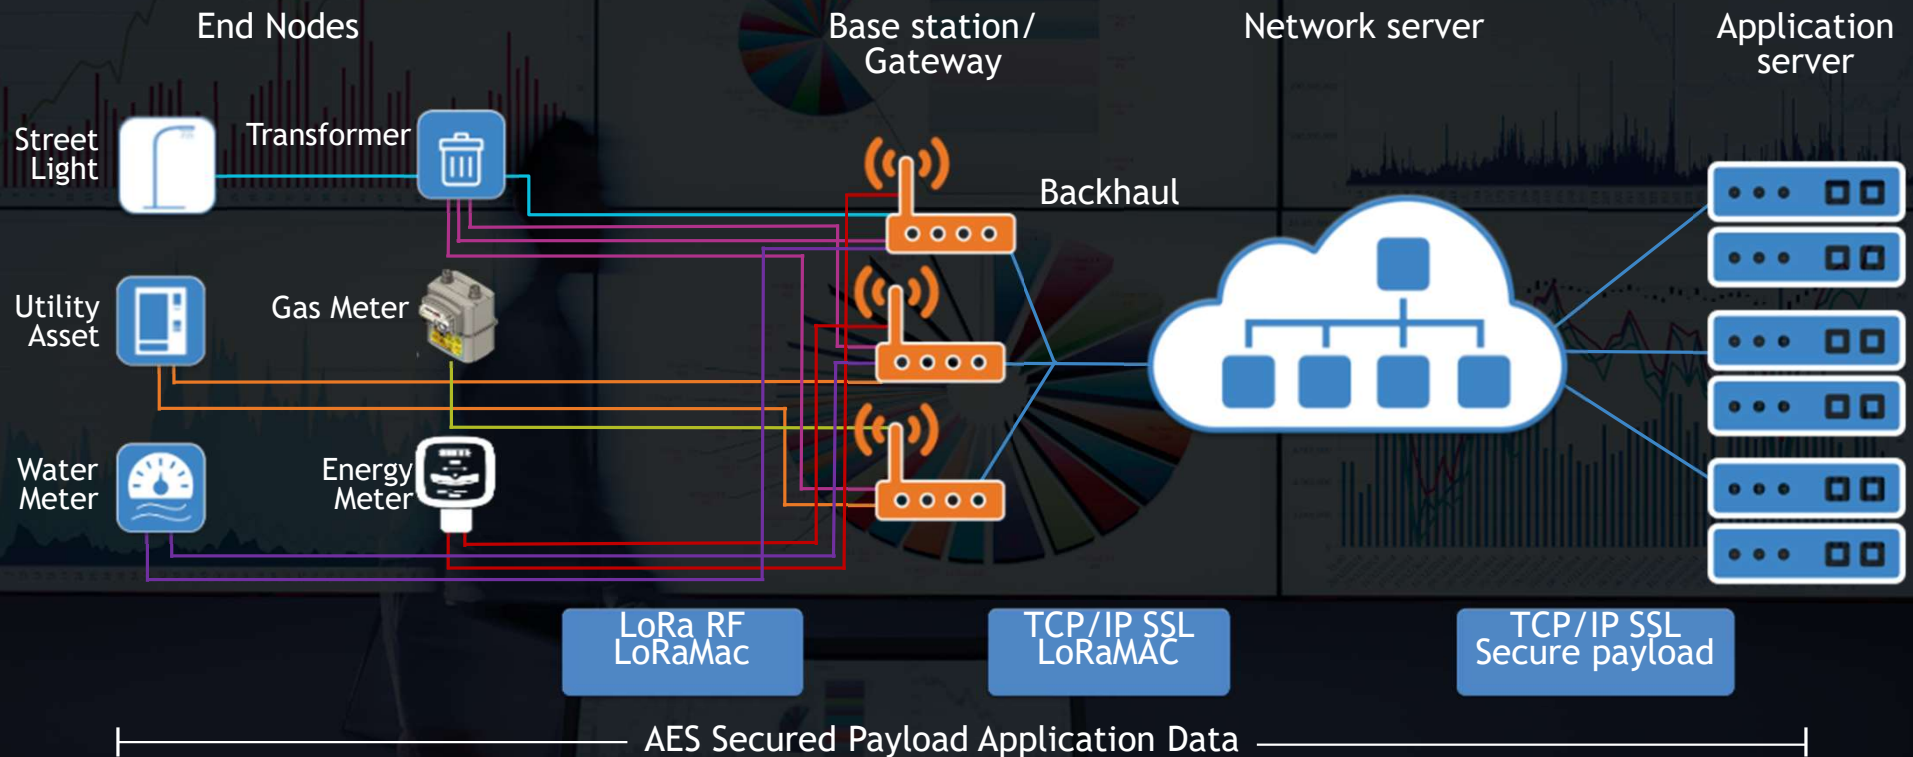 End Nodes
Base station/
Gateway
Network server
Application
server
Street
Light
Transformer
Backhaul
Utility
Asset
Gas Meter
Water
Meter
Energy
Meter
LoRa RF
LoRaMac
TCP/IP SSL
LoRaMAC
TCP/IP SSL
Secure payload
AES Secured Payload Application Data